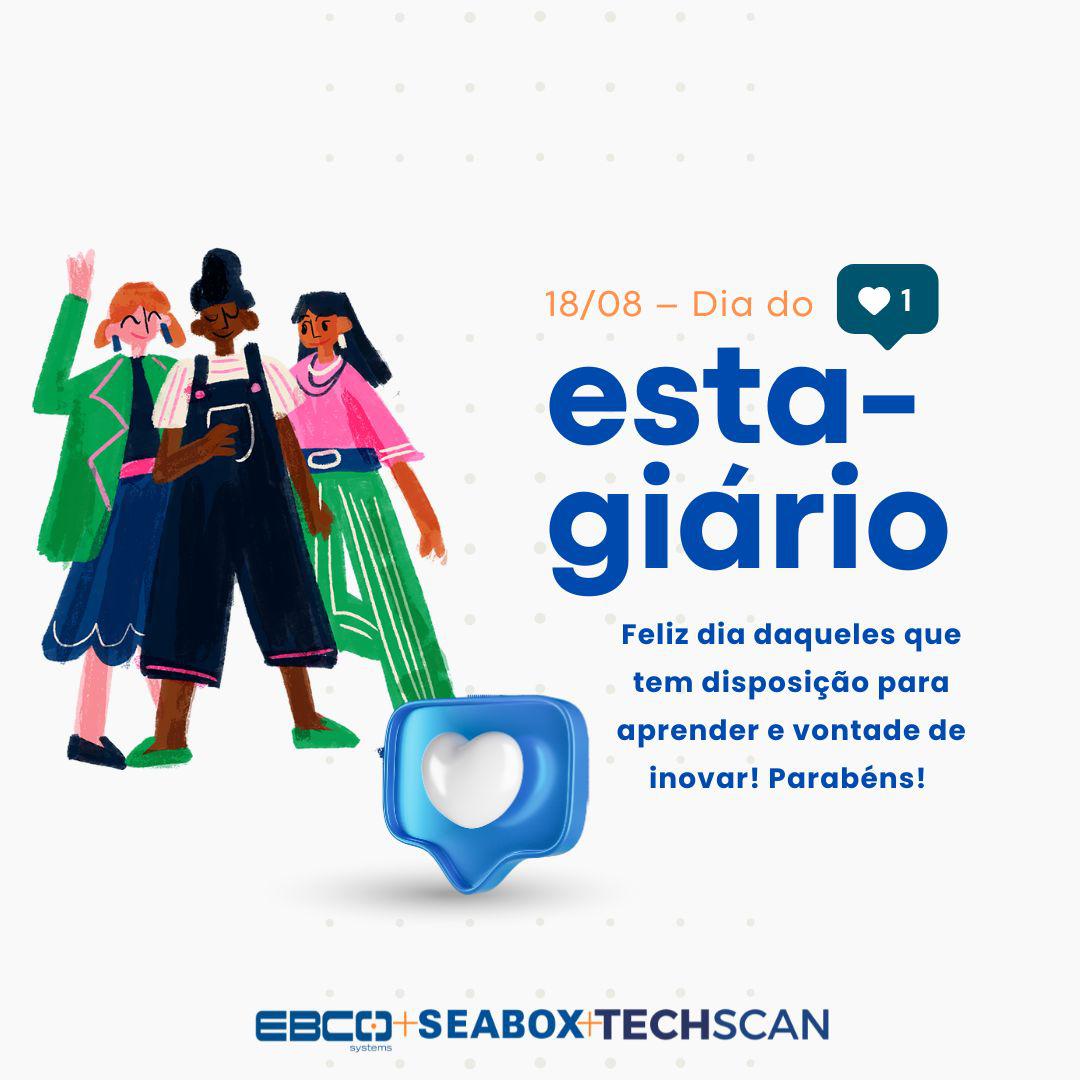 18/08 – Dia do
1
esta-
giário
Feliz dia daqueles que
tem disposição para
aprender e vontade de
inovar! Parabéns!
EBCO systems+SEABOX+TECHSCAN